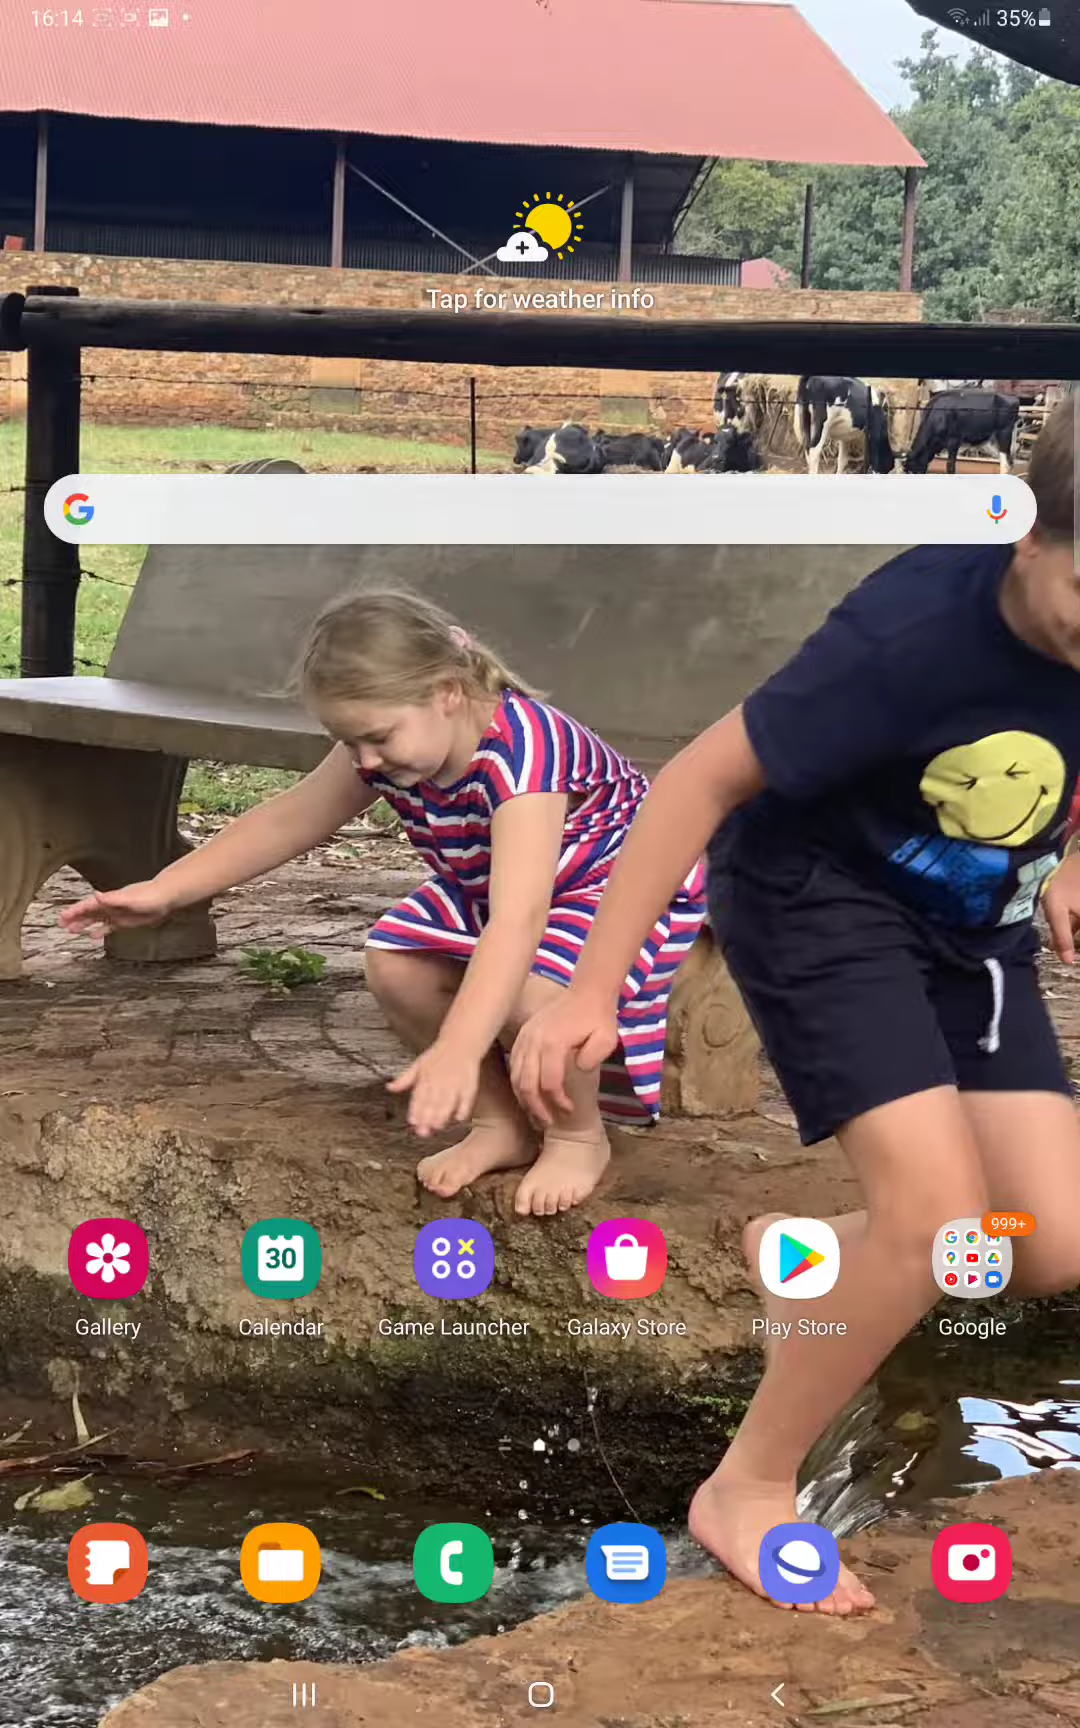 16:14
35%
Tap for weather info
G
999+
30
Gallery
Calendar
Game Launcher
Galaxy Store
Play Store
Google